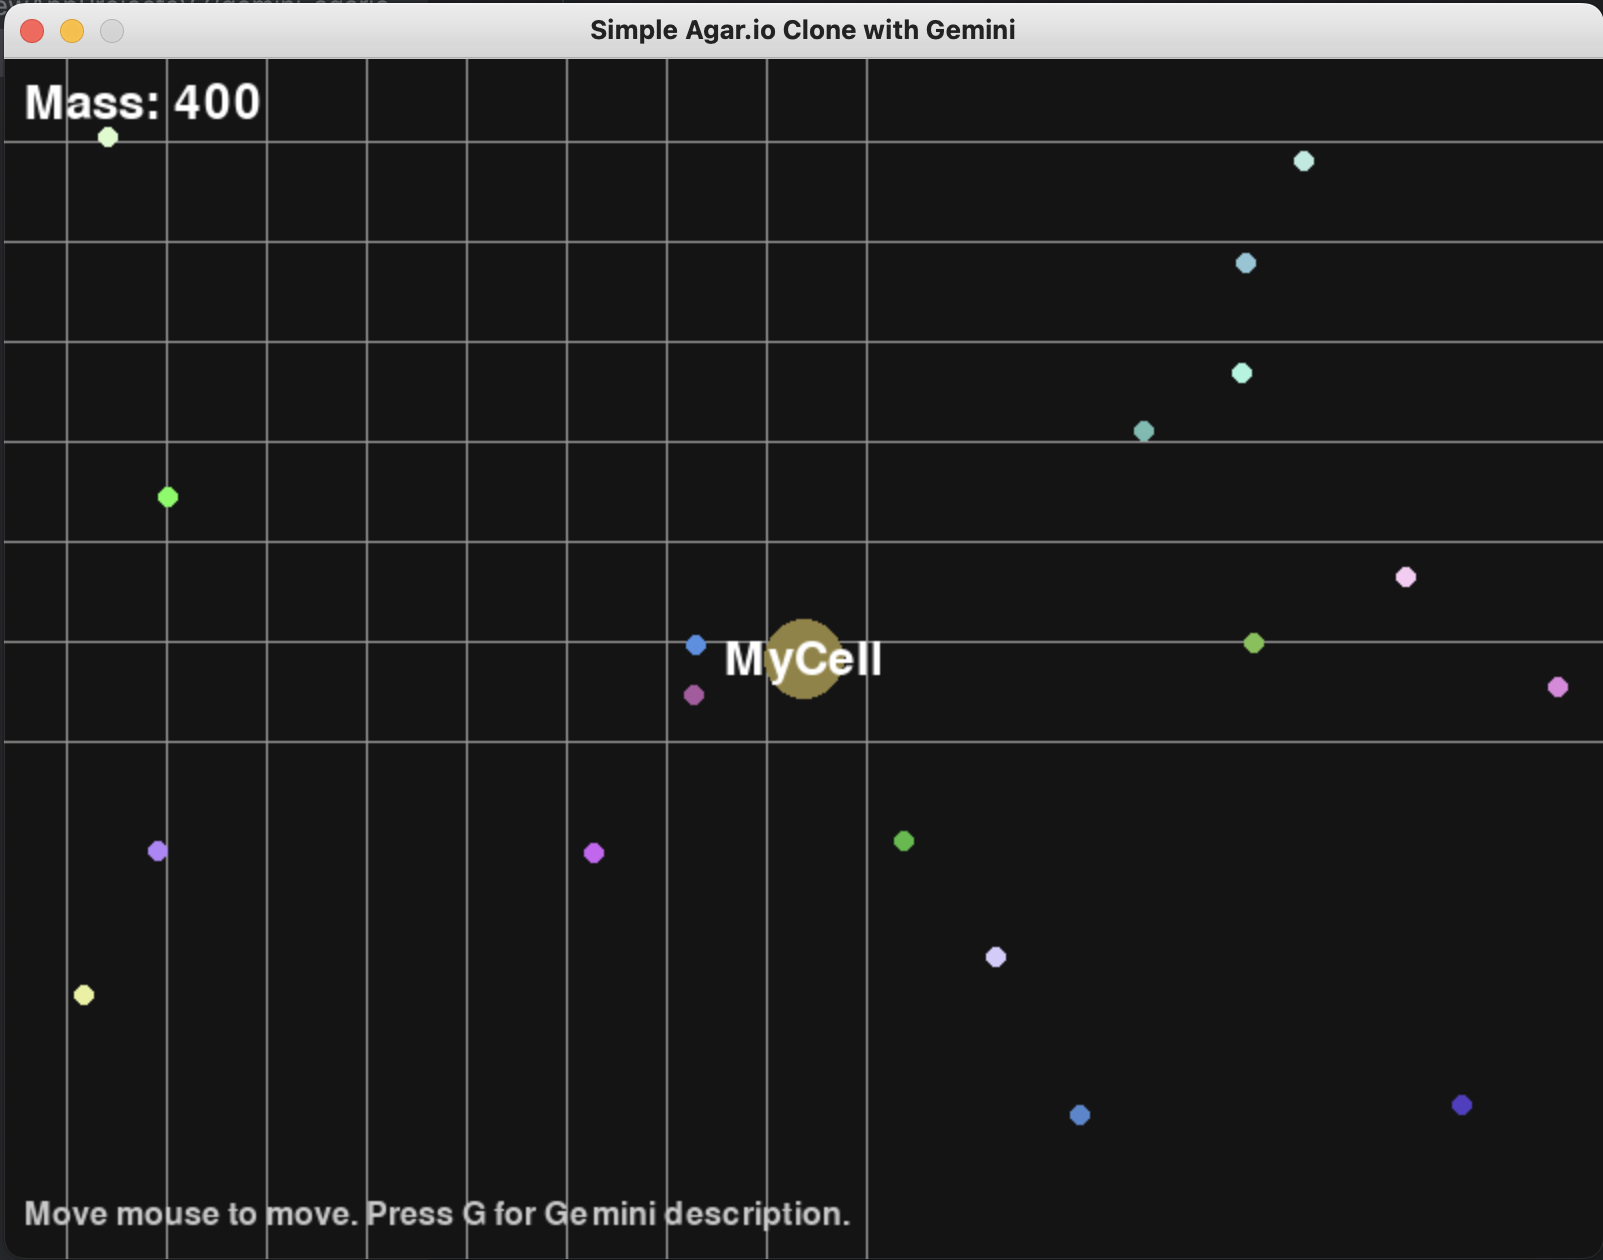 Simple Agar.io Clone with Gemini
Mass: 400
MyCell
Move mouse to move. Press G for Gemini description.